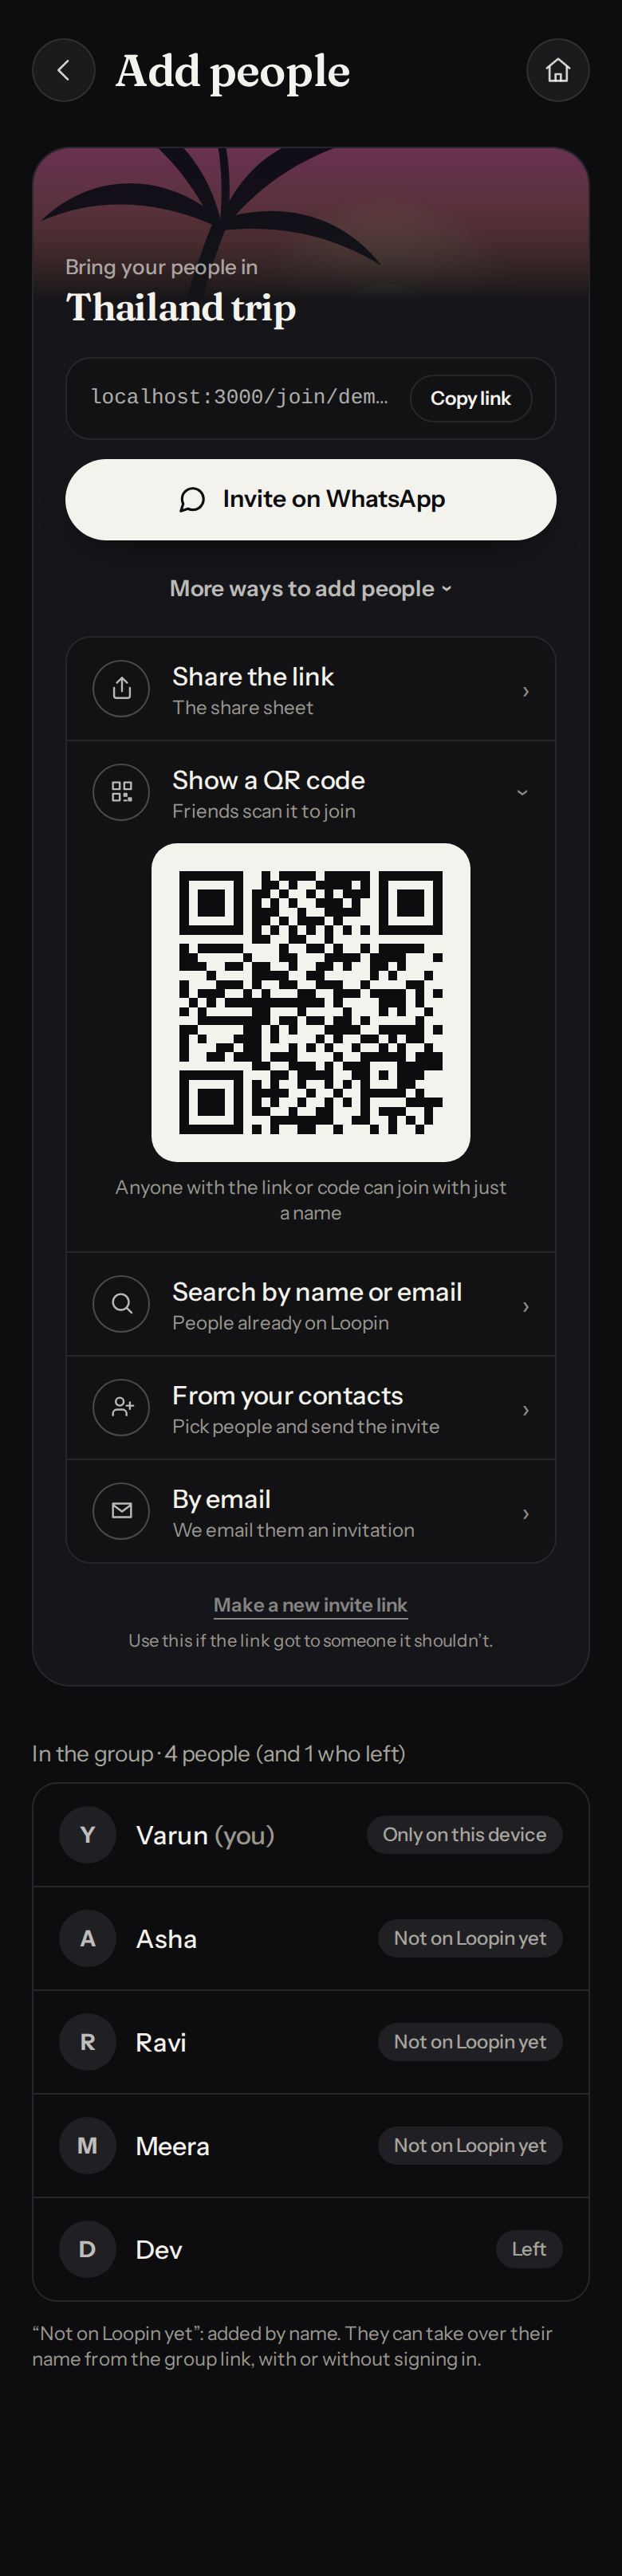 Add people
Bring your people in
Thailand trip
localhost:3000/join/dem…
Copy link
Invite on WhatsApp
More ways to add people
Share the link
The share sheet
Show a QR code
Friends scan it to join
Anyone with the link or code can join with just
a name
Search by name or email
People already on Loopin
From your contacts
Pick people and send the invite
By email
We email them an invitation
Make a new invite link
Use this if the link got to someone it shouldn’t.
In the group · 4 people (and 1 who left)
Y
Varun (you)
Only on this device
A
Asha
Not on Loopin yet
R
Ravi
Not on Loopin yet
M
Meera
Not on Loopin yet
D
Dev
Left
“Not on Loopin yet”: added by name. They can take over their
name from the group link, with or without signing in.